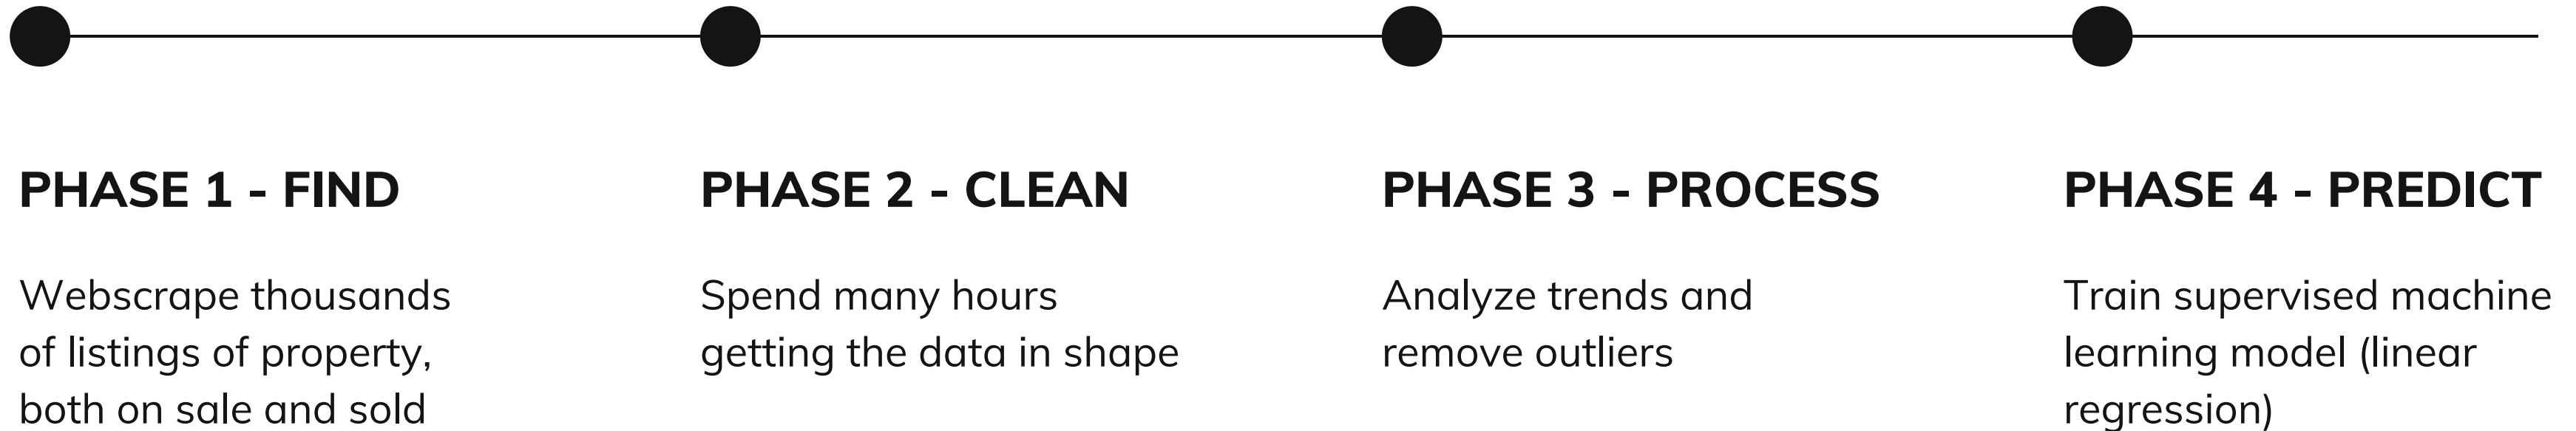 PHASE 1 - FIND
Webscrape thousands
of listings of property,
both on sale and sold
PHASE 2 - CLEAN
Spend many hours
getting the data in shape
PHASE 3 - PROCESS
Analyze trends and
remove outliers
PHASE 4 - PREDICT
Train supervised machine
learning model (linear
regression)